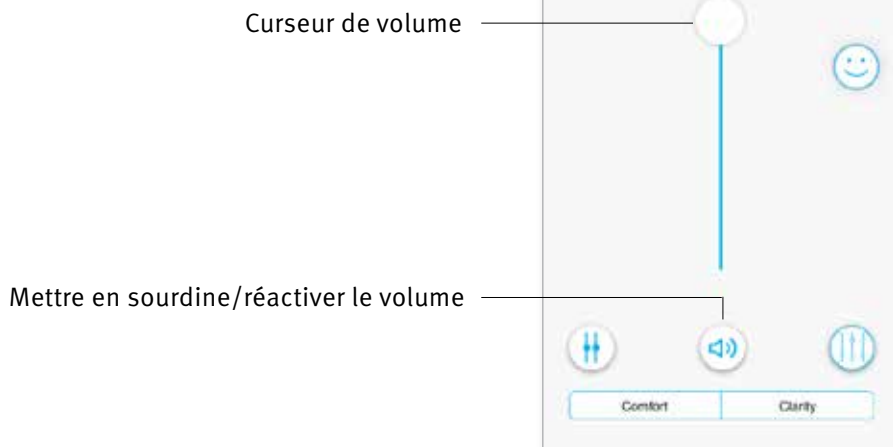 Curseur de volume
Mettre en sourdine/réactiver le volume
Comfort
Clarity